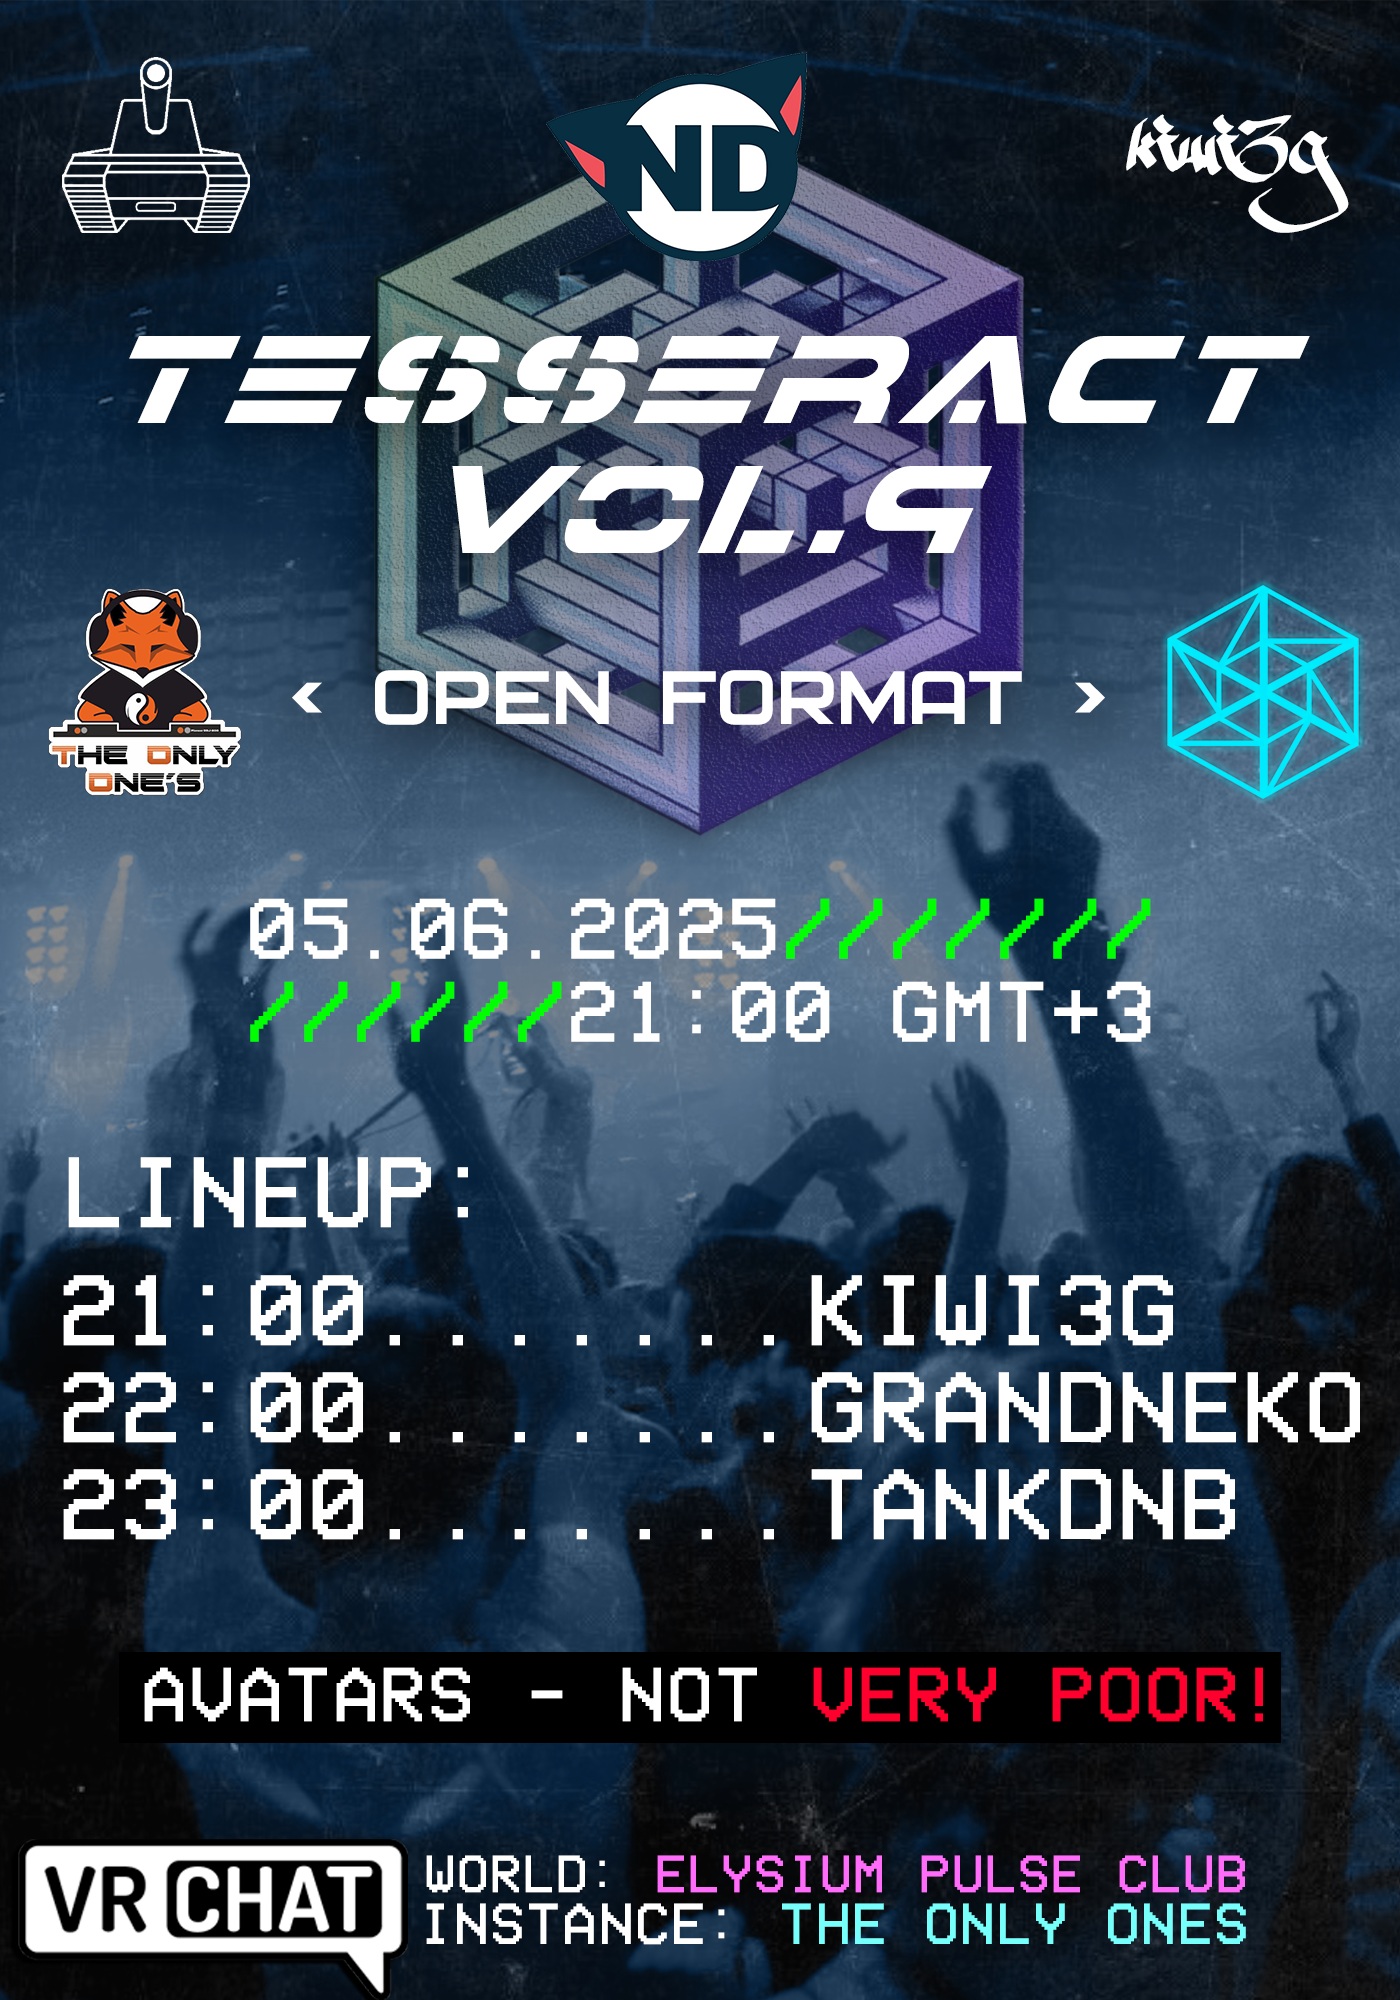 ND
kiwi3g
TESSERACT
VOL.9
< OPEN FORMAT >
THE ONLY
ONE'S
05.06.2025///////
//////21:00 GMT+3
LINEUP:
21:00.......KIWI3G
22:00.......GRANDNEKO
23:00.......TANKDNB
AVATARS - NOT VERY POOR!
VRCHAT
WORLD: ELYSIUM PULSE CLUB
INSTANCE: THE ONLY ONES